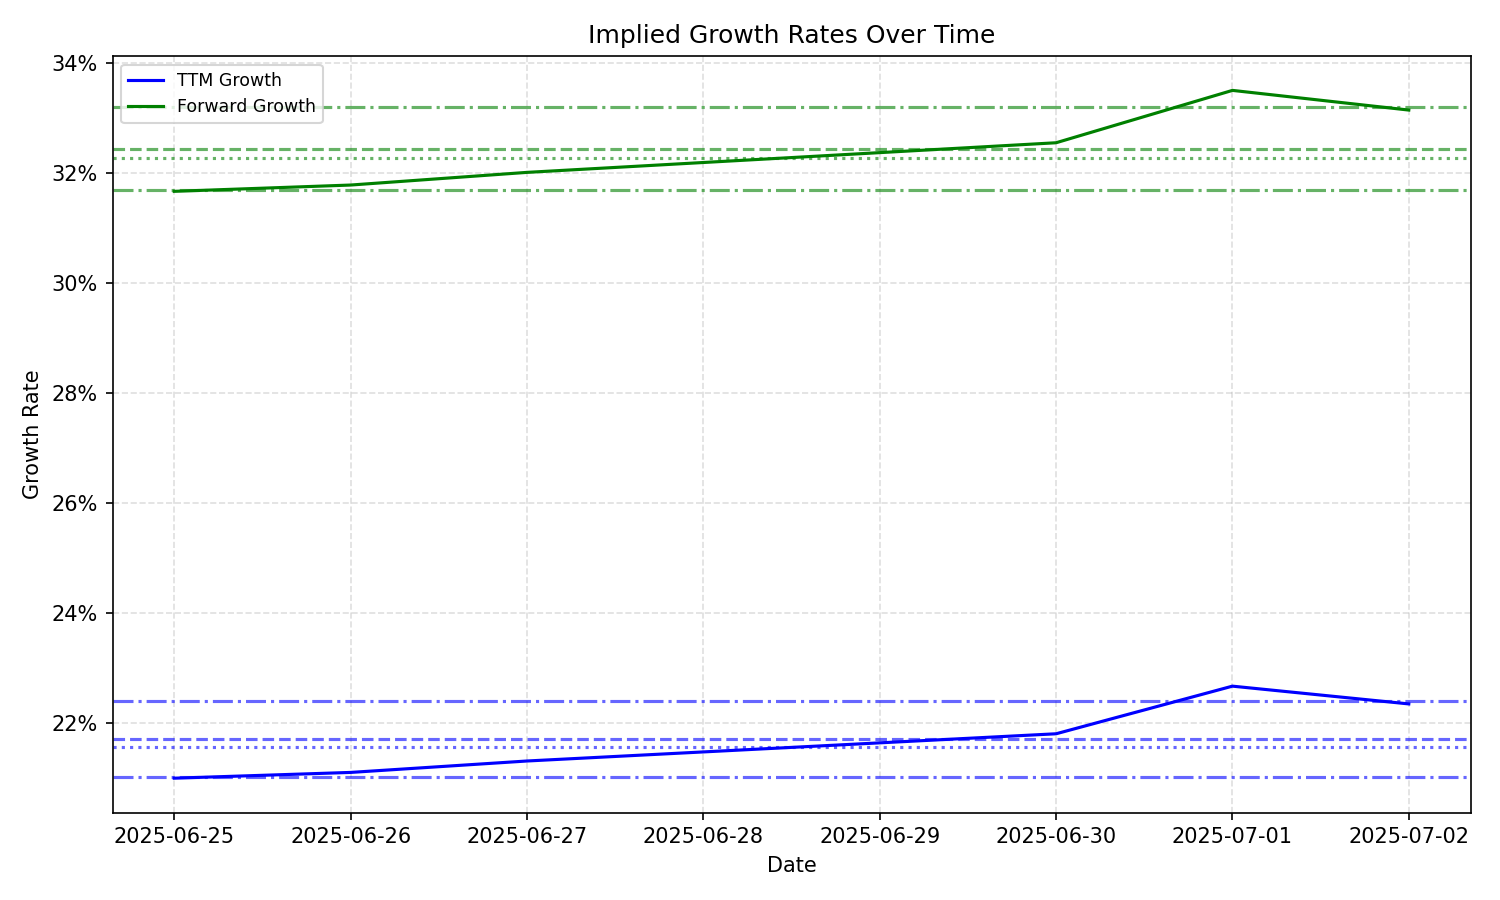 Implied Growth Rates Over Time
TTM Growth
Forward Growth
34%
32%
30%
28%
26%
24%
22%
Growth Rate
2025-06-25 2025-06-26 2025-06-27 2025-06-28 2025-06-29 2025-06-30 2025-07-01 2025-07-02
Date